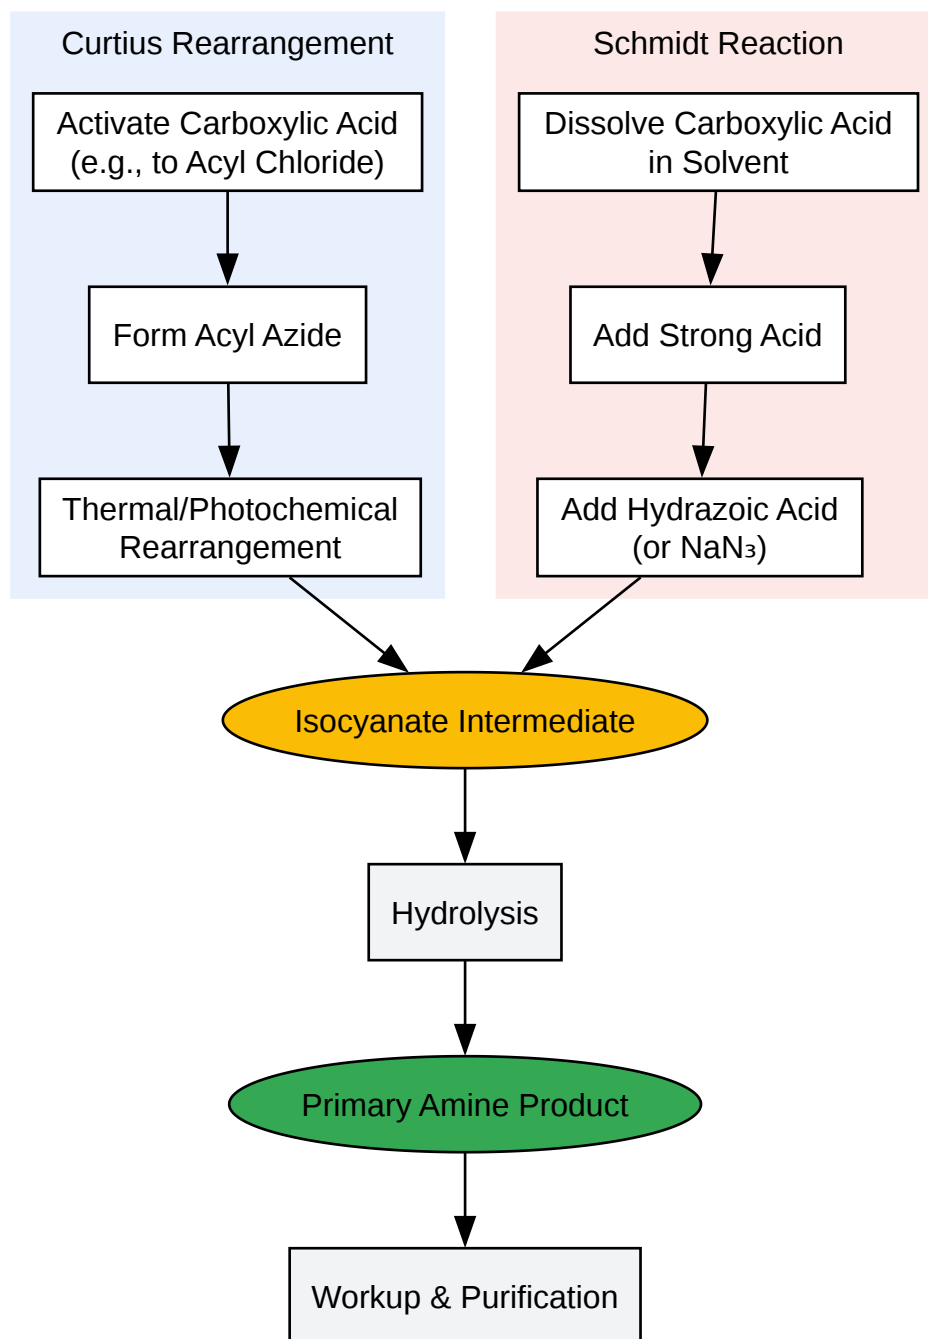 Curtius Rearrangement
Activate Carboxylic Acid
(e.g., to Acyl Chloride)
Form Acyl Azide
Thermal/Photochemical
Rearrangement
Schmidt Reaction
Dissolve Carboxylic Acid
in Solvent
Add Strong Acid
Add Hydrazoic Acid
(or NaN₃)
Isocyanate Intermediate
Hydrolysis
Primary Amine Product
Workup & Purification